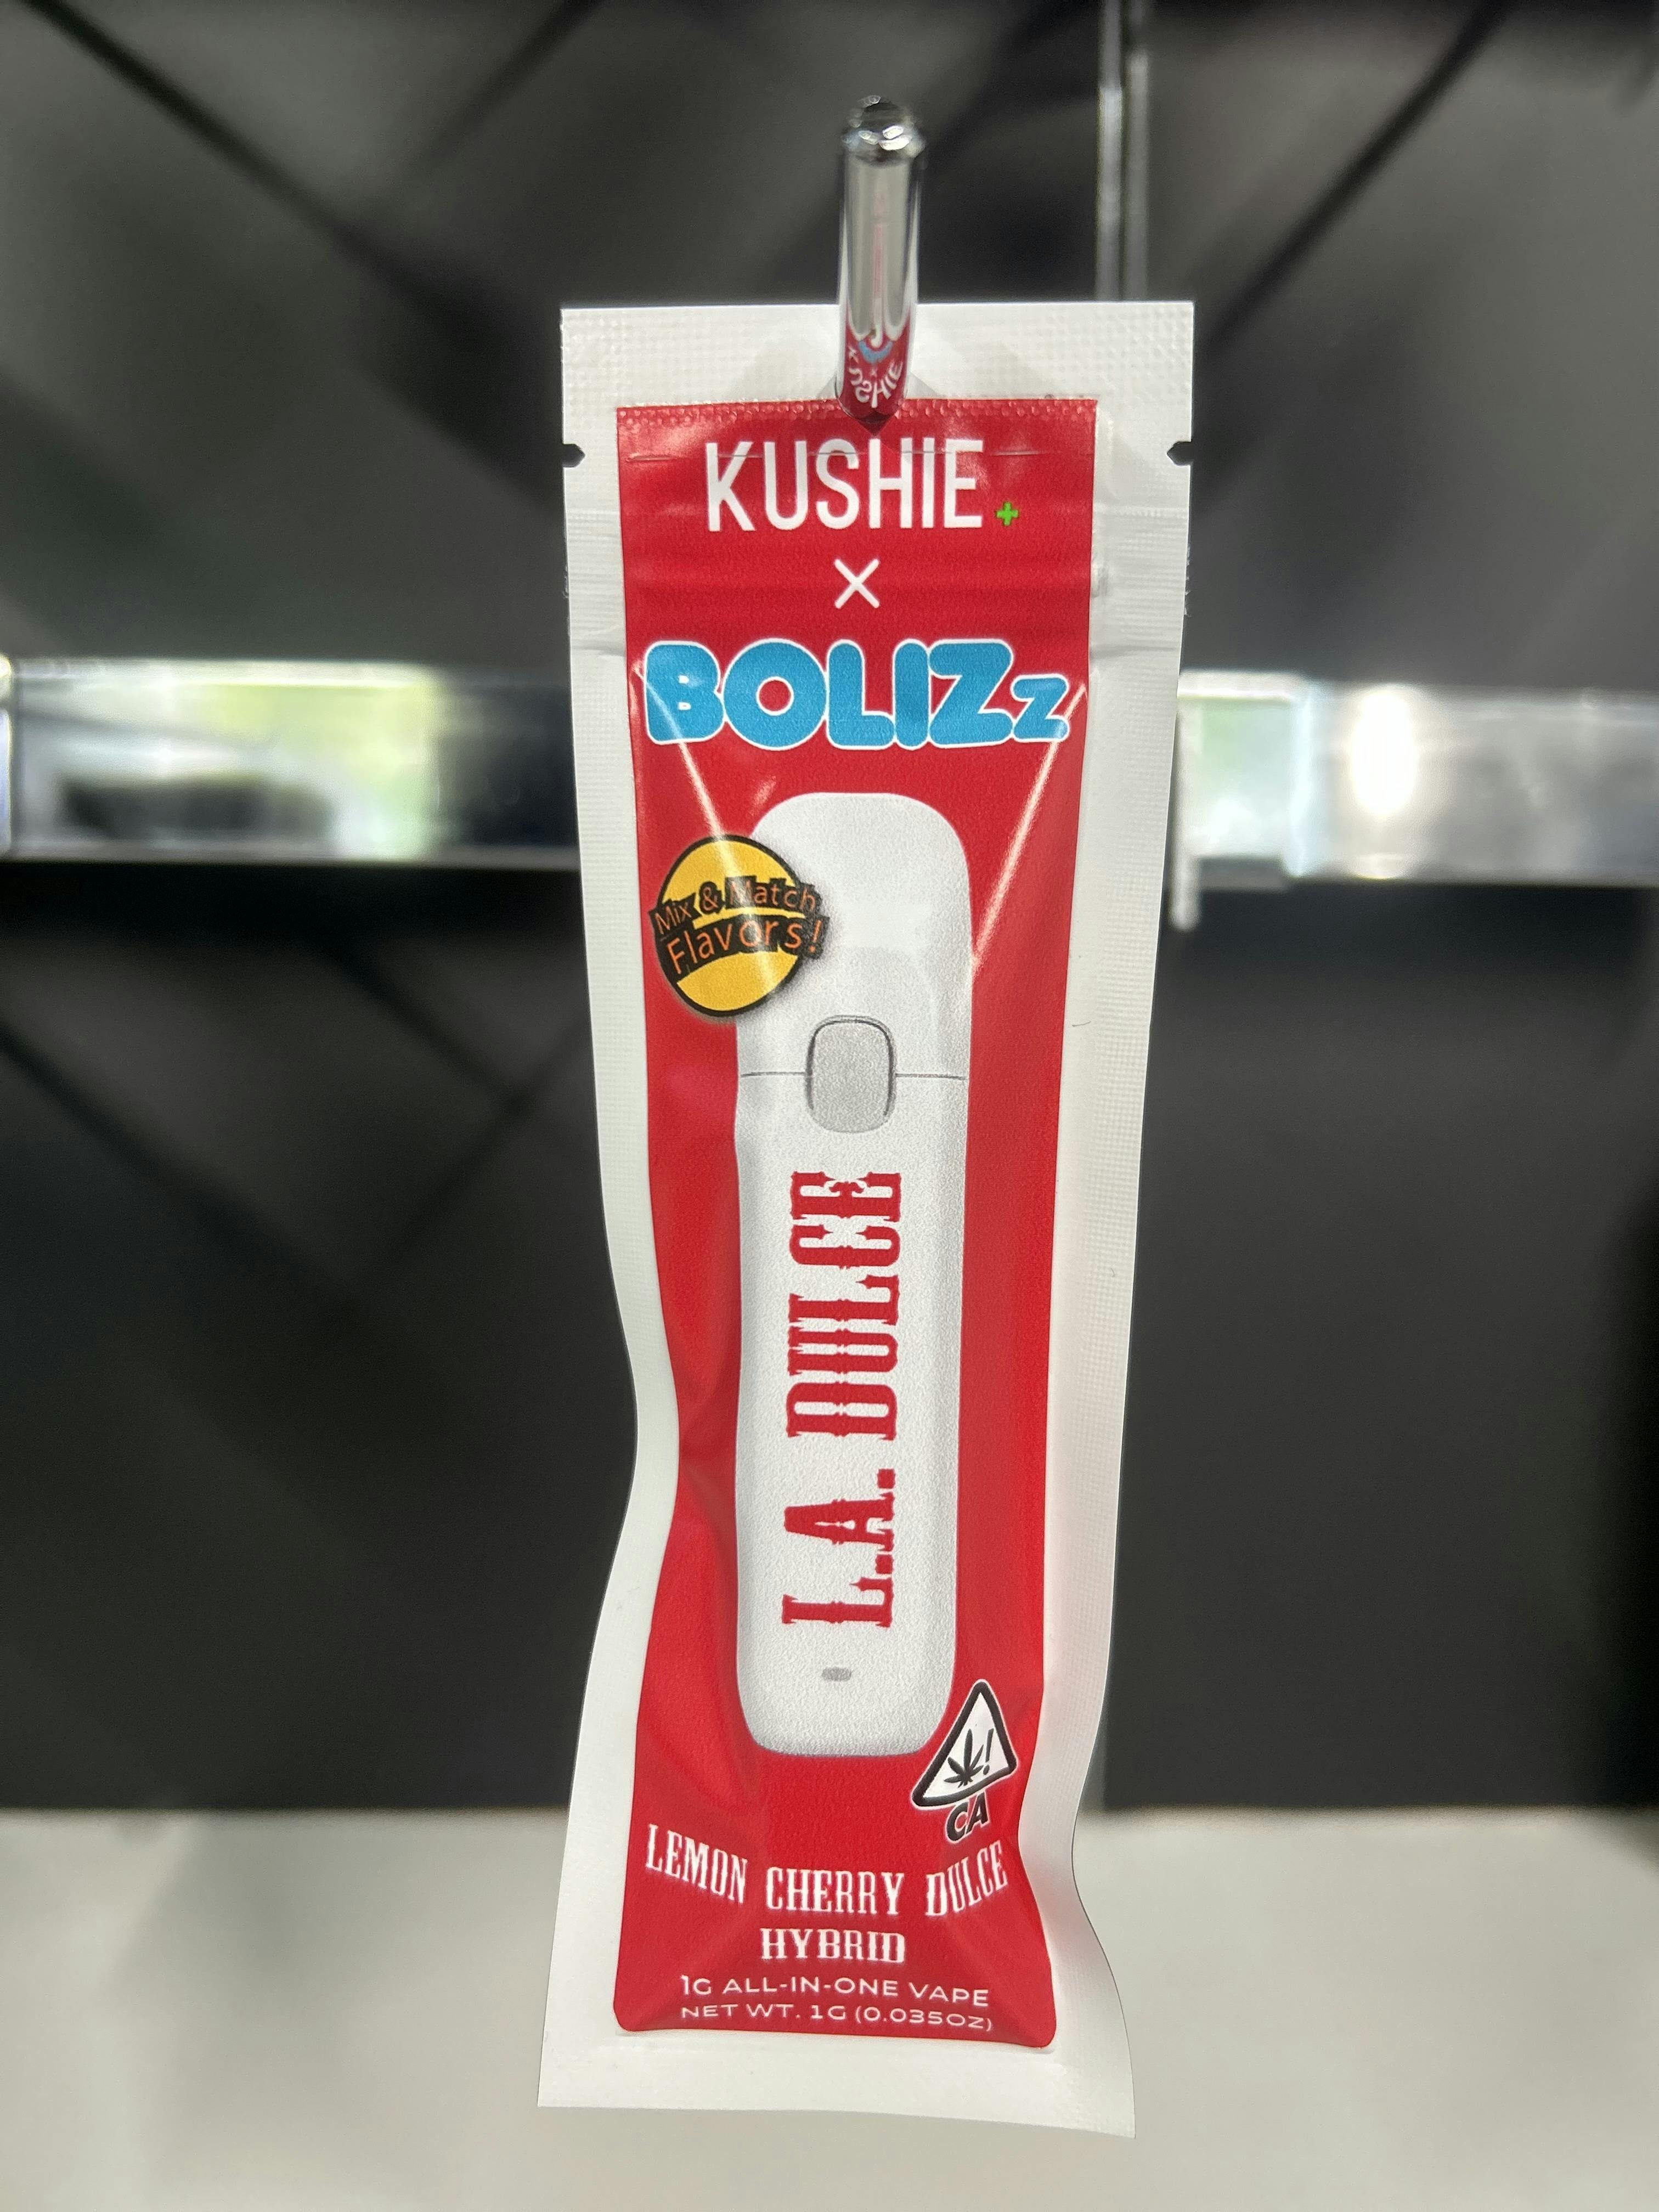 KUSHIE+
X
BOLIZz
Mix & Match
Flavors!
L.A. DULCE
CA
LEMON CHERRY DULCE
HYBRID
1G ALL-IN-ONE VAPE
NET WT. 1G (0.035OZ)